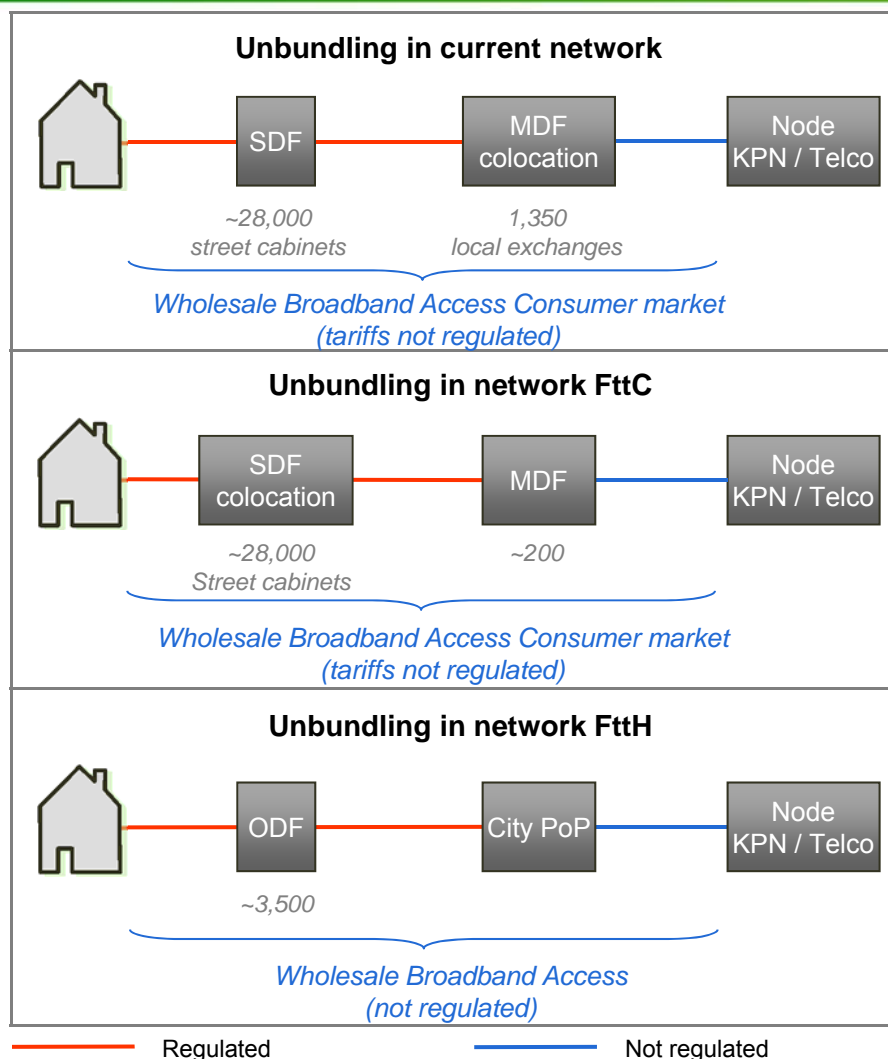 Unbundling in current network
SDF
MDF
colocation
Node
KPN / Telco
~28,000
street cabinets
1,350
local exchanges
Wholesale Broadband Access Consumer market
(tariffs not regulated)
Unbundling in network FttC
SDF
colocation
MDF
Node
KPN / Telco
~28,000
Street cabinets
~200
Wholesale Broadband Access Consumer market
(tariffs not regulated)
Unbundling in network FttH
ODF
City PoP
Node
KPN / Telco
~3,500
Wholesale Broadband Access
(not regulated)
Regulated
Not regulated